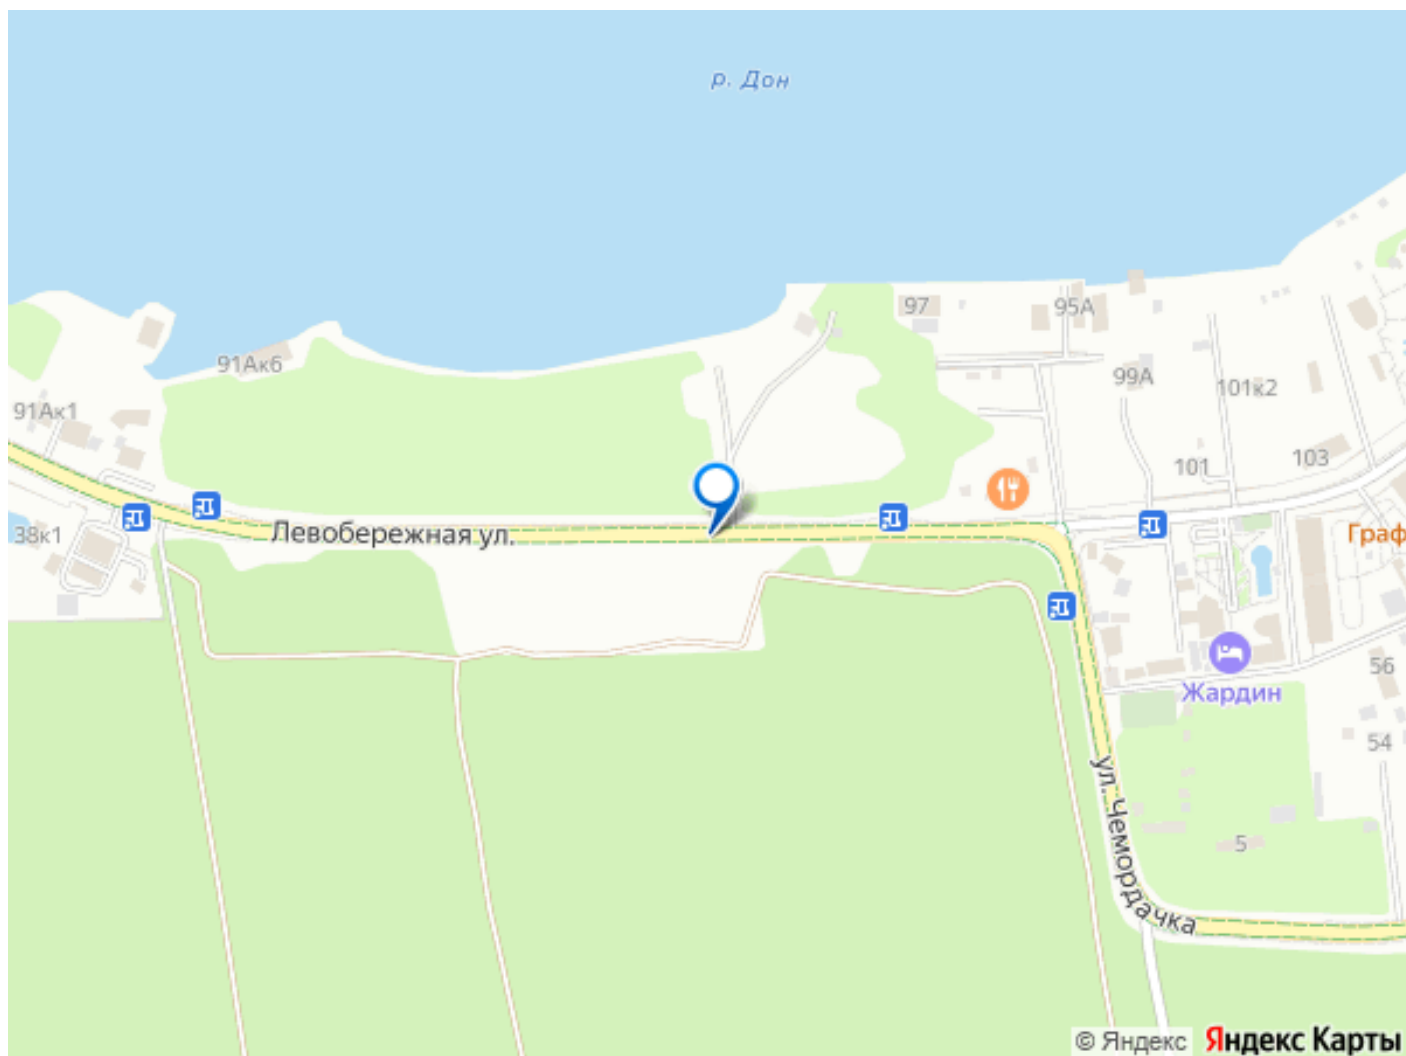 р. Дон
97
95А
91Ак6
99А
101к2
91Ак1
101
103
Левобережная ул.
38к1
Граф
56
Жардин
54
ул. Чемордачка
5
© Яндекс
Яндекс Карты